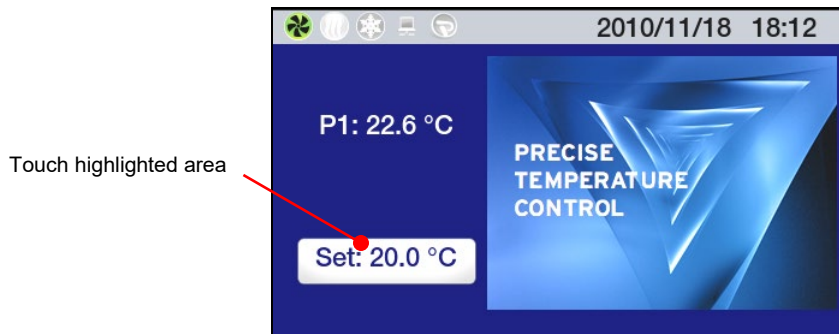 2010/11/18 18:12
P1: 22.6 °C
PRECISE
TEMPERATURE
CONTROL
Touch highlighted area
Set: 20.0 °C